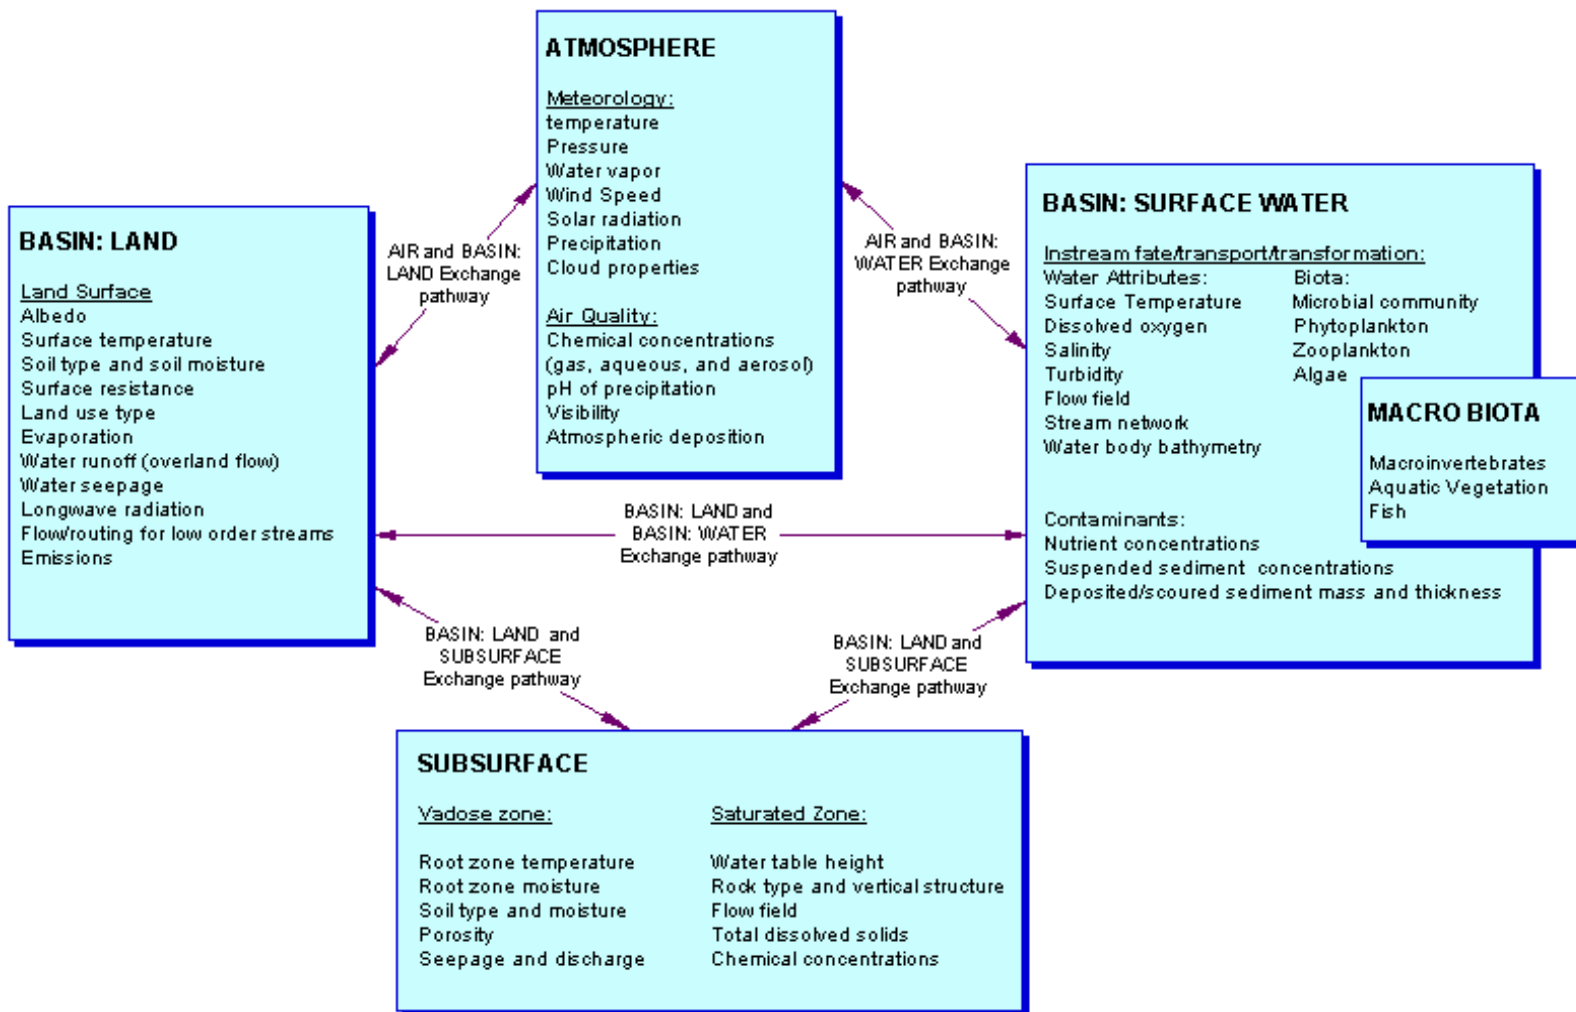 ATMOSPHERE
Meteorology:
temperature
Pressure
Water vapor
Wind Speed
Solar radiation
Precipitation
Cloud properties
Air Quality:
Chemical concentrations
(gas, aqueous, and aerosol)
pH of precipitation
Visibility
Atmospheric deposition
BASIN: LAND
Land Surface
Albedo
Surface temperature
Soil type and soil moisture
Surface resistance
Land use type
Evaporation
Water runoff (overland flow)
Water seepage
Longwave radiation
Flow/routing for low order streams
Emissions
AIR and BASIN:
LAND Exchange
pathway
AIR and BASIN:
WATER Exchange
pathway
BASIN: SURFACE WATER
Instream fate/transport/transformation:
Water Attributes:
Surface Temperature
Dissolved oxygen
Salinity
Turbidity
Flow field
Stream network
Water body bathymetry
Biota:
Microbial community
Phytoplankton
Zooplankton
Algae
Contaminants:
Nutrient concentrations
Suspended sediment concentrations
Deposited/scoured sediment mass and thickness
MACRO BIOTA
Macroinvertebrates
Aquatic Vegetation
Fish
BASIN: LAND and
BASIN: WATER
Exchange pathway
BASIN: LAND and
SUBSURFACE
Exchange pathway
BASIN: LAND and
SUBSURFACE
Exchange pathway
SUBSURFACE
Vadose zone:
Root zone temperature
Root zone moisture
Soil type and moisture
Porosity
Seepage and discharge
Saturated Zone:
Water table height
Rock type and vertical structure
Flow field
Total dissolved solids
Chemical concentrations